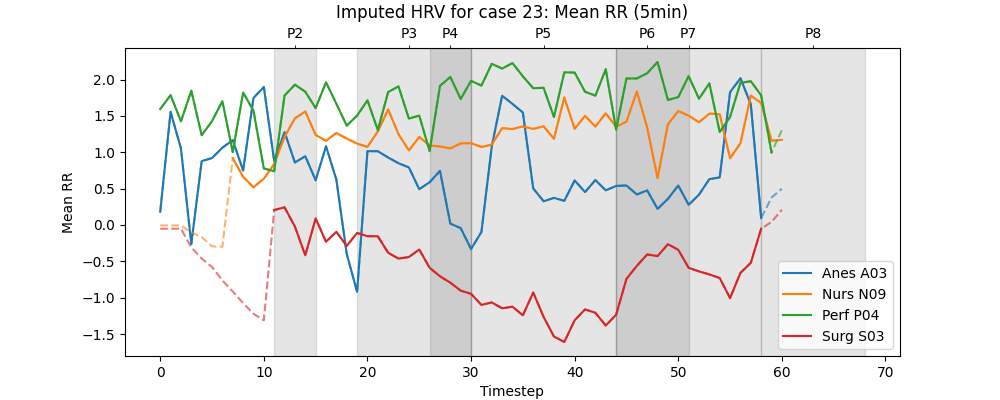 Imputed HRV for case 23: Mean RR (5min)
P2 P3 P4 P5 P6 P7 P8
Mean RR
2.0
1.5
1.0
0.5
0.0
−0.5
−1.0
−1.5
Anes A03
Nurs N09
Perf P04
Surg S03
0 10 20 30 40 50 60 70
Timestep